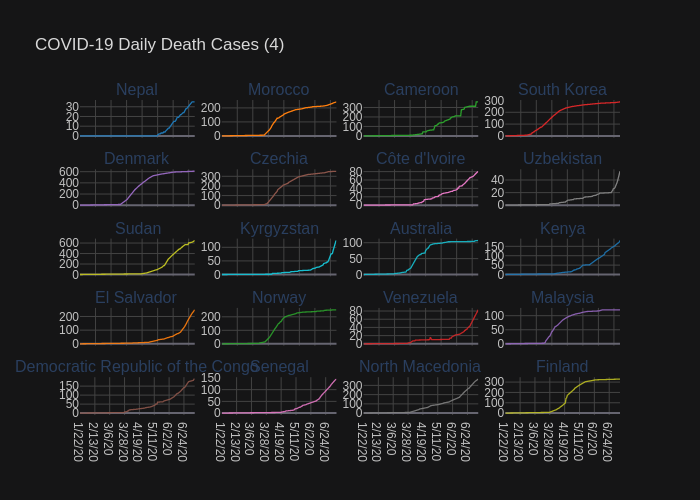 COVID-19 Daily Death Cases (4)
Nepal Morocco Cameroon South Korea
30 20 10 0 200 100 0 300 200 100 0 300 200 100 0
Denmark Czechia Côte d'Ivoire Uzbekistan
600 400 200 0 300 200 100 0 80 60 40 20 0 40 20 0
Sudan Kyrgyzstan Australia Kenya
600 400 200 0 100 50 0 100 50 0 150 100 50 0
El Salvador Norway Venezuela Malaysia
200 100 0 200 100 0 80 60 40 20 0 100 50 0
Democratic Republic of the Congo Senegal North Macedonia Finland
150 100 50 0 150 100 50 0 300 200 100 0 300 200 100 0
1/22/20 2/13/20 3/6/20 3/28/20 4/19/20 5/11/20 6/2/20 6/24/20 1/22/20 2/13/20 3/6/20 3/28/20 4/19/20 5/11/20 6/2/20 6/24/20 1/22/20 2/13/20 3/6/20 3/28/20 4/19/20 5/11/20 6/2/20 6/24/20 1/22/20 2/13/20 3/6/20 3/28/20 4/19/20 5/11/20 6/2/20 6/24/20